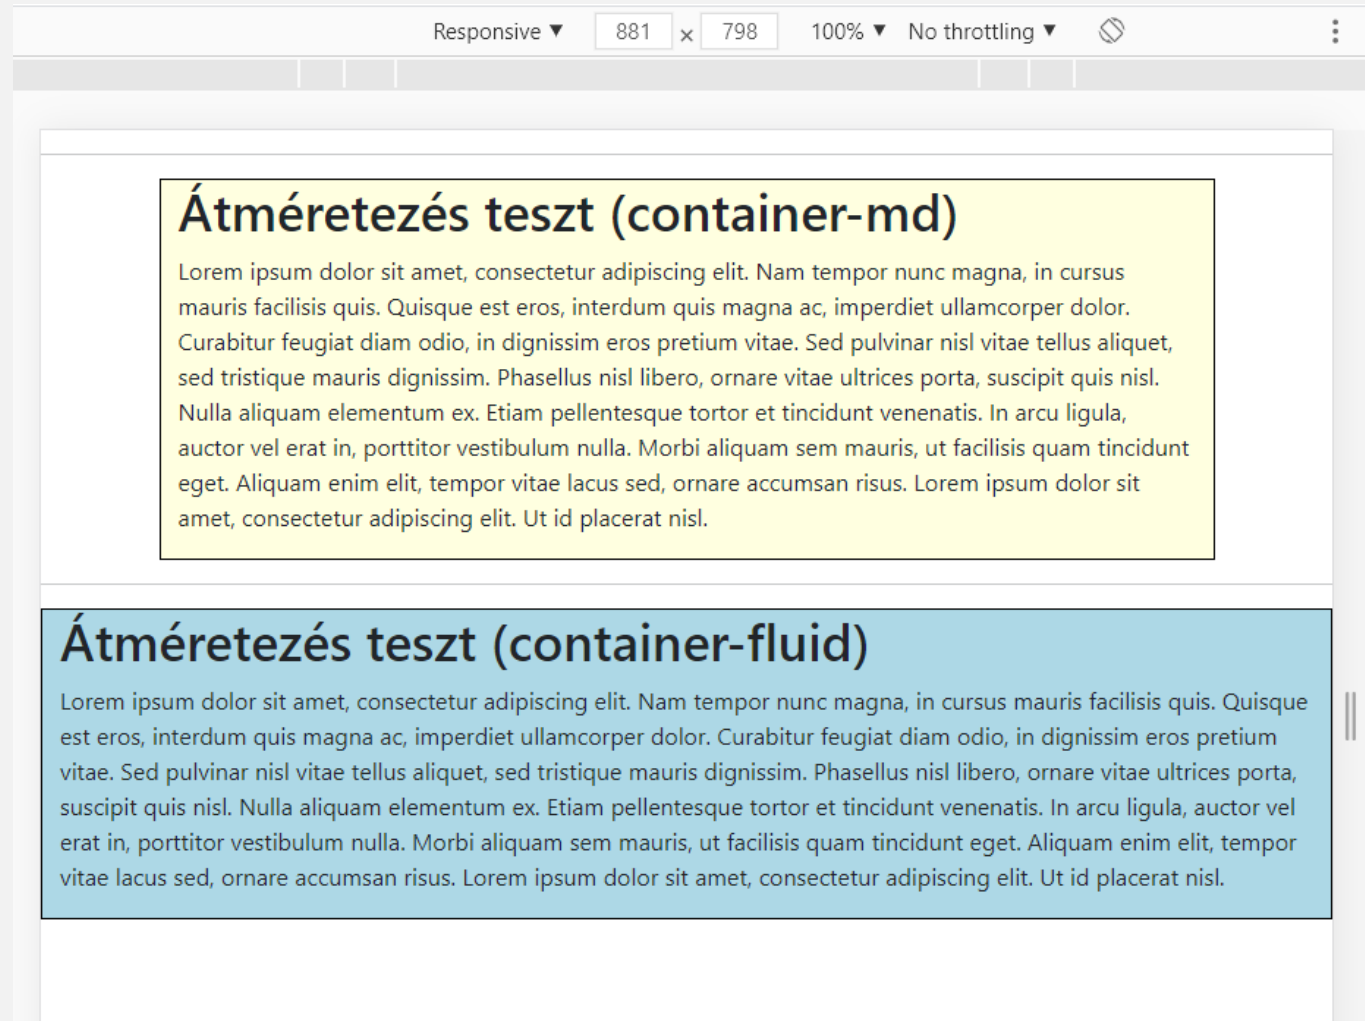 Responsive ▼ 881 × 798 100% ▼ No throttling ▼
Átméretezés teszt (container-md)
Lorem ipsum dolor sit amet, consectetur adipiscing elit. Nam tempor nunc magna, in cursus
mauris facilisis quis. Quisque est eros, interdum quis magna ac, imperdiet ullamcorper dolor.
Curabitur feugiat diam odio, in dignissim eros pretium vitae. Sed pulvinar nisl vitae tellus aliquet,
sed tristique mauris dignissim. Phasellus nisl libero, ornare vitae ultrices porta, suscipit quis nisl.
Nulla aliquam elementum ex. Etiam pellentesque tortor et tincidunt venenatis. In arcu ligula,
auctor vel erat in, porttitor vestibulum nulla. Morbi aliquam sem mauris, ut facilisis quam tincidunt
eget. Aliquam enim elit, tempor vitae lacus sed, ornare accumsan risus. Lorem ipsum dolor sit
amet, consectetur adipiscing elit. Ut id placerat nisl.
Átméretezés teszt (container-fluid)
Lorem ipsum dolor sit amet, consectetur adipiscing elit. Nam tempor nunc magna, in cursus mauris facilisis quis. Quisque
est eros, interdum quis magna ac, imperdiet ullamcorper dolor. Curabitur feugiat diam odio, in dignissim eros pretium
vitae. Sed pulvinar nisl vitae tellus aliquet, sed tristique mauris dignissim. Phasellus nisl libero, ornare vitae ultrices porta,
suscipit quis nisl. Nulla aliquam elementum ex. Etiam pellentesque tortor et tincidunt venenatis. In arcu ligula, auctor vel
erat in, porttitor vestibulum nulla. Morbi aliquam sem mauris, ut facilisis quam tincidunt eget. Aliquam enim elit, tempor
vitae lacus sed, ornare accumsan risus. Lorem ipsum dolor sit amet, consectetur adipiscing elit. Ut id placerat nisl.